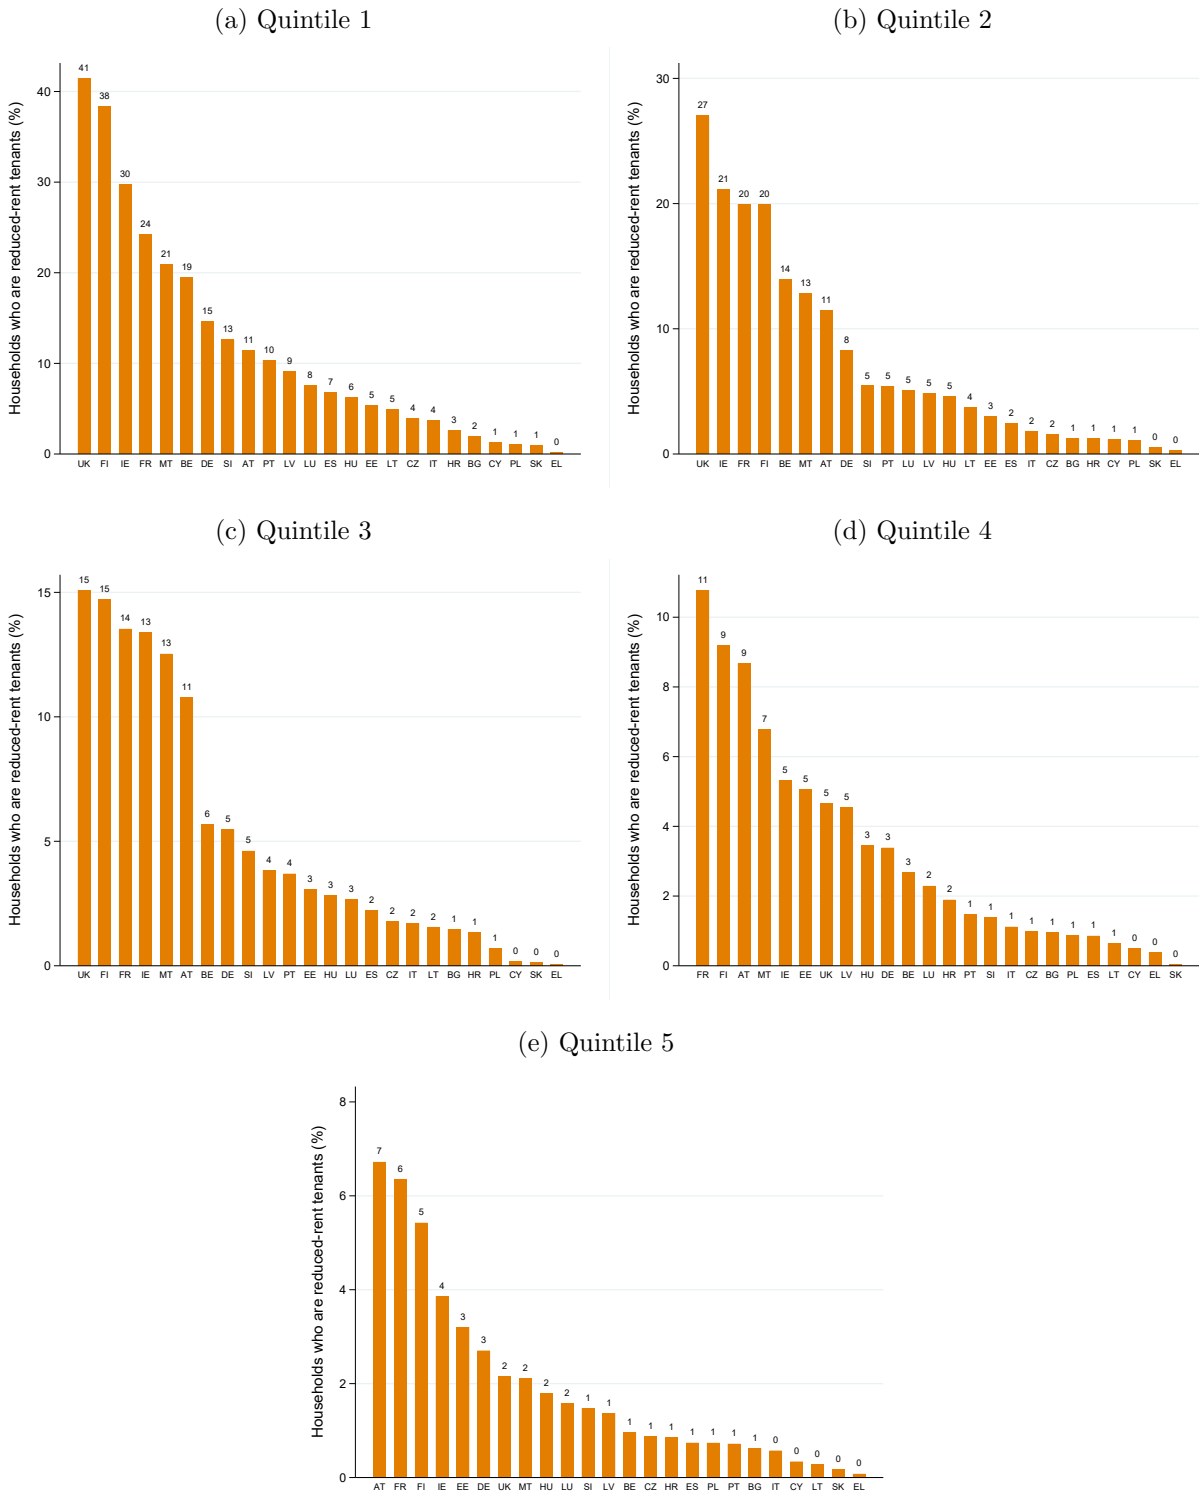 (a) Quintile 1
Households who are reduced-rent tenants (%)
40
30
20
10
0
41 38 30 24 21 19 15 13 11 10 9 8 7 6 5 5 4 4 3 2 1 1 1 0
UK FI IE FR MT BE DE SI AT PT LV LU ES HU EE LT CZ IT HR BG CY PL SK EL
(b) Quintile 2
Households who are reduced-rent tenants (%)
30
20
10
0
27 21 20 20 14 13 11 8 5 5 5 5 5 4 3 2 2 2 1 1 1 1 0 0
UK IE FR FI BE MT AT DE SI PT LU LV HU LT EE ES IT CZ BG HR CY PL SK EL
(c) Quintile 3
Households who are reduced-rent tenants (%)
15
10
5
0
15 15 14 13 13 11 6 5 5 4 4 3 3 3 2 2 2 2 1 1 1 0 0 0
UK FI FR IE MT AT BE DE SI LV PT EE HU LU ES CZ IT LT BG HR PL CY SK EL
(d) Quintile 4
Households who are reduced-rent tenants (%)
10
8
6
4
2
0
11 9 9 7 5 5 5 5 3 3 3 2 2 1 1 1 1 1 1 1 1 0 0 0
FR FI AT MT IE EE UK LV HU DE BE LU HR PT SI IT CZ BG PL ES LT CY EL SK
(e) Quintile 5
Households who are reduced-rent tenants (%)
8
6
4
2
0
7 6 5 4 3 3 2 2 2 2 1 1 1 1 1 1 1 1 1 0 0 0 0 0
AT FR FI IE EE DE UK MT HU LU SI LV BE CZ HR ES PL PT BG IT CY LT SK EL